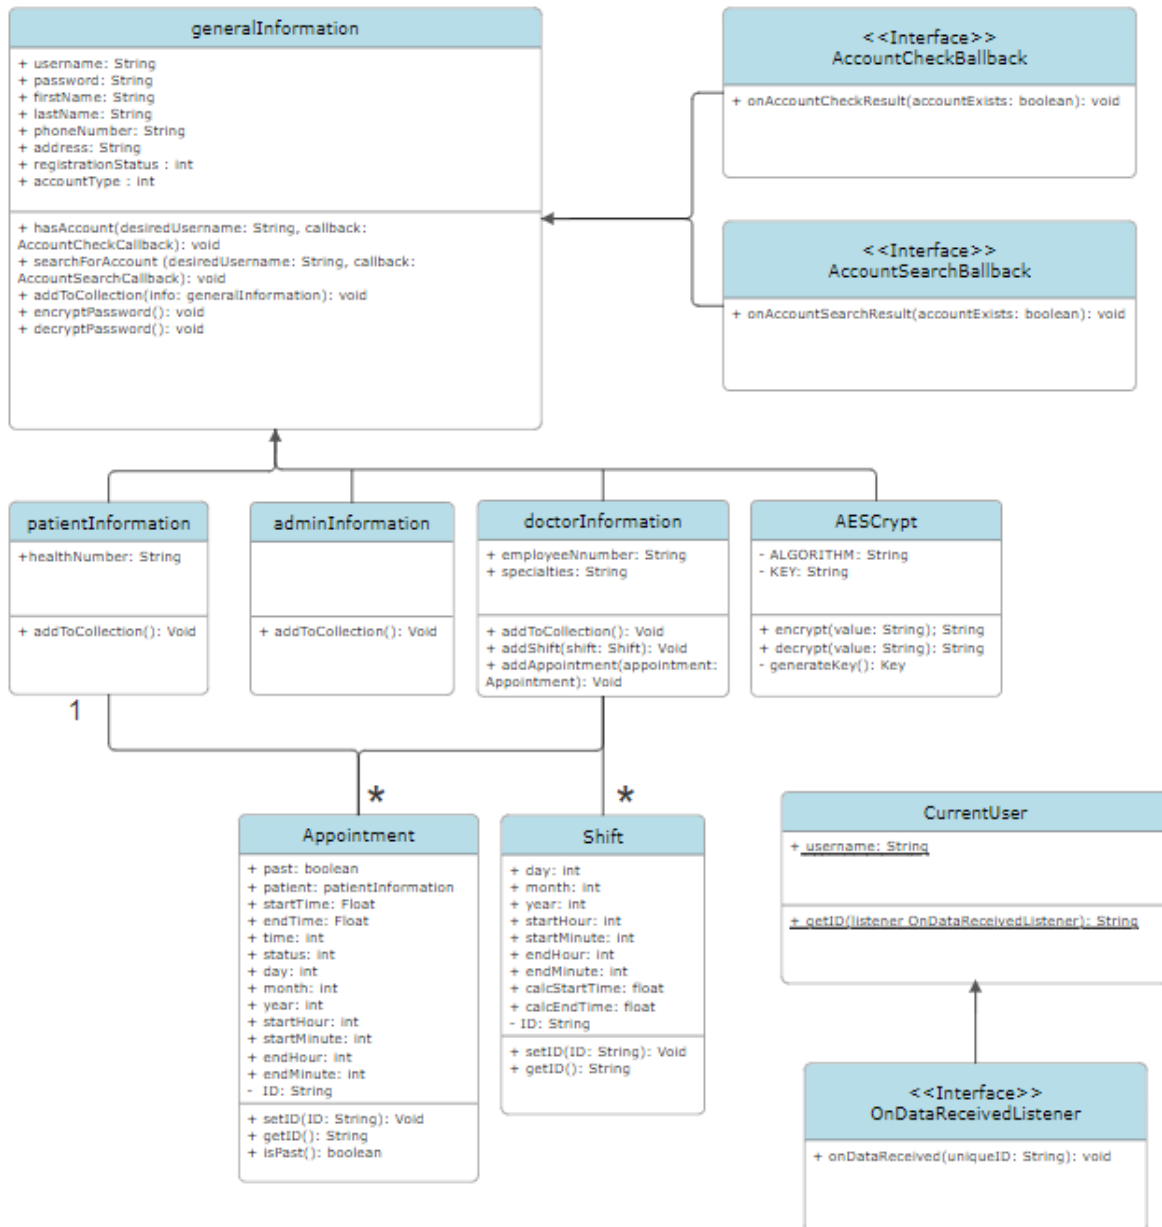 generalInformation
+ username: String
+ password: String
+ firstName: String
+ lastName: String
+ phoneNumber: String
+ address: String
+ registrationStatus : int
+ accountType : int
+ hasAccount(desiredUsername: String, callback:
AccountCheckCallback): void
+ searchForAccount (desiredUsername: String, callback:
AccountSearchCallback): void
+ addToCollection(info: generalInformation): void
+ encryptPassword(): void
+ decryptPassword(): void
<<Interface>>
AccountCheckBallback
+ onAccountCheckResult(accountExists: boolean): void
<<Interface>>
AccountSearchBallback
+ onAccountSearchResult(accountExists: boolean): void
patientInformation
+healthNumber: String
+ addToCollection(): Void
adminInformation
+ addToCollection(): Void
doctorInformation
+ employeeNnumber: String
+ specialties: String
+ addToCollection(): Void
+ addShift(shift: Shift): Void
+ addAppointment(appointment:
Appointment): Void
AESCrypt
- ALGORITHM: String
- KEY: String
+ encrypt(value: String); String
+ decrypt(value: String): String
- generateKey(): Key
1
*
*
Appointment
+ past: boolean
+ patient: patientInformation
+ startTime: Float
+ endTime: Float
+ time: int
+ status: int
+ day: int
+ month: int
+ year: int
+ startHour: int
+ startMinute: int
+ endHour: int
+ endMinute: int
- ID: String
+ setID(ID: String): Void
+ getID(): String
+ isPast(): boolean
Shift
+ day: int
+ month: int
+ year: int
+ startHour: int
+ startMinute: int
+ endHour: int
+ endMinute: int
+ calcStartTime: float
+ calcEndTime: float
- ID: String
+ setID(ID: String): Void
+ getID(): String
CurrentUser
+ username: String
+ getID(listener OnDataReceivedListener): String
<<Interface>>
OnDataReceivedListener
+ onDataReceived(uniqueID: String): void